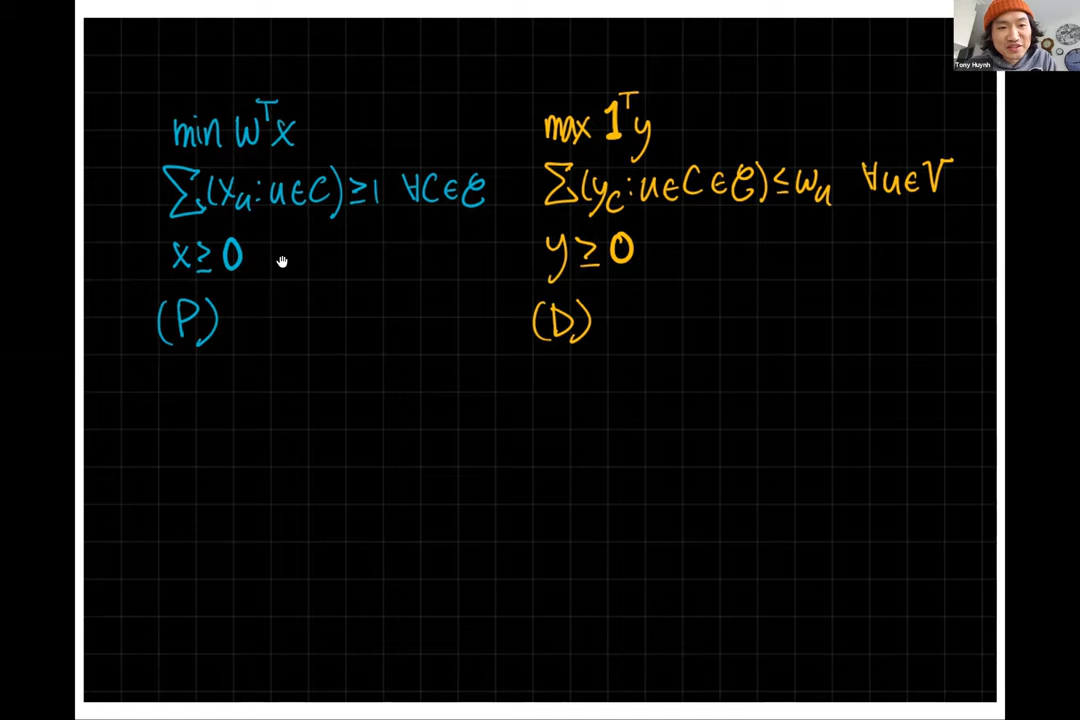 min wᵀx
∑(xᵤ : u∈C) ≥ 1 ∀C∈𝒞
x ≥ 0
(P)
max 1ᵀy
∑(y_C : u∈C∈𝒞) ≤ wᵤ ∀u∈V
y ≥ 0
(D)
Tony Huynh